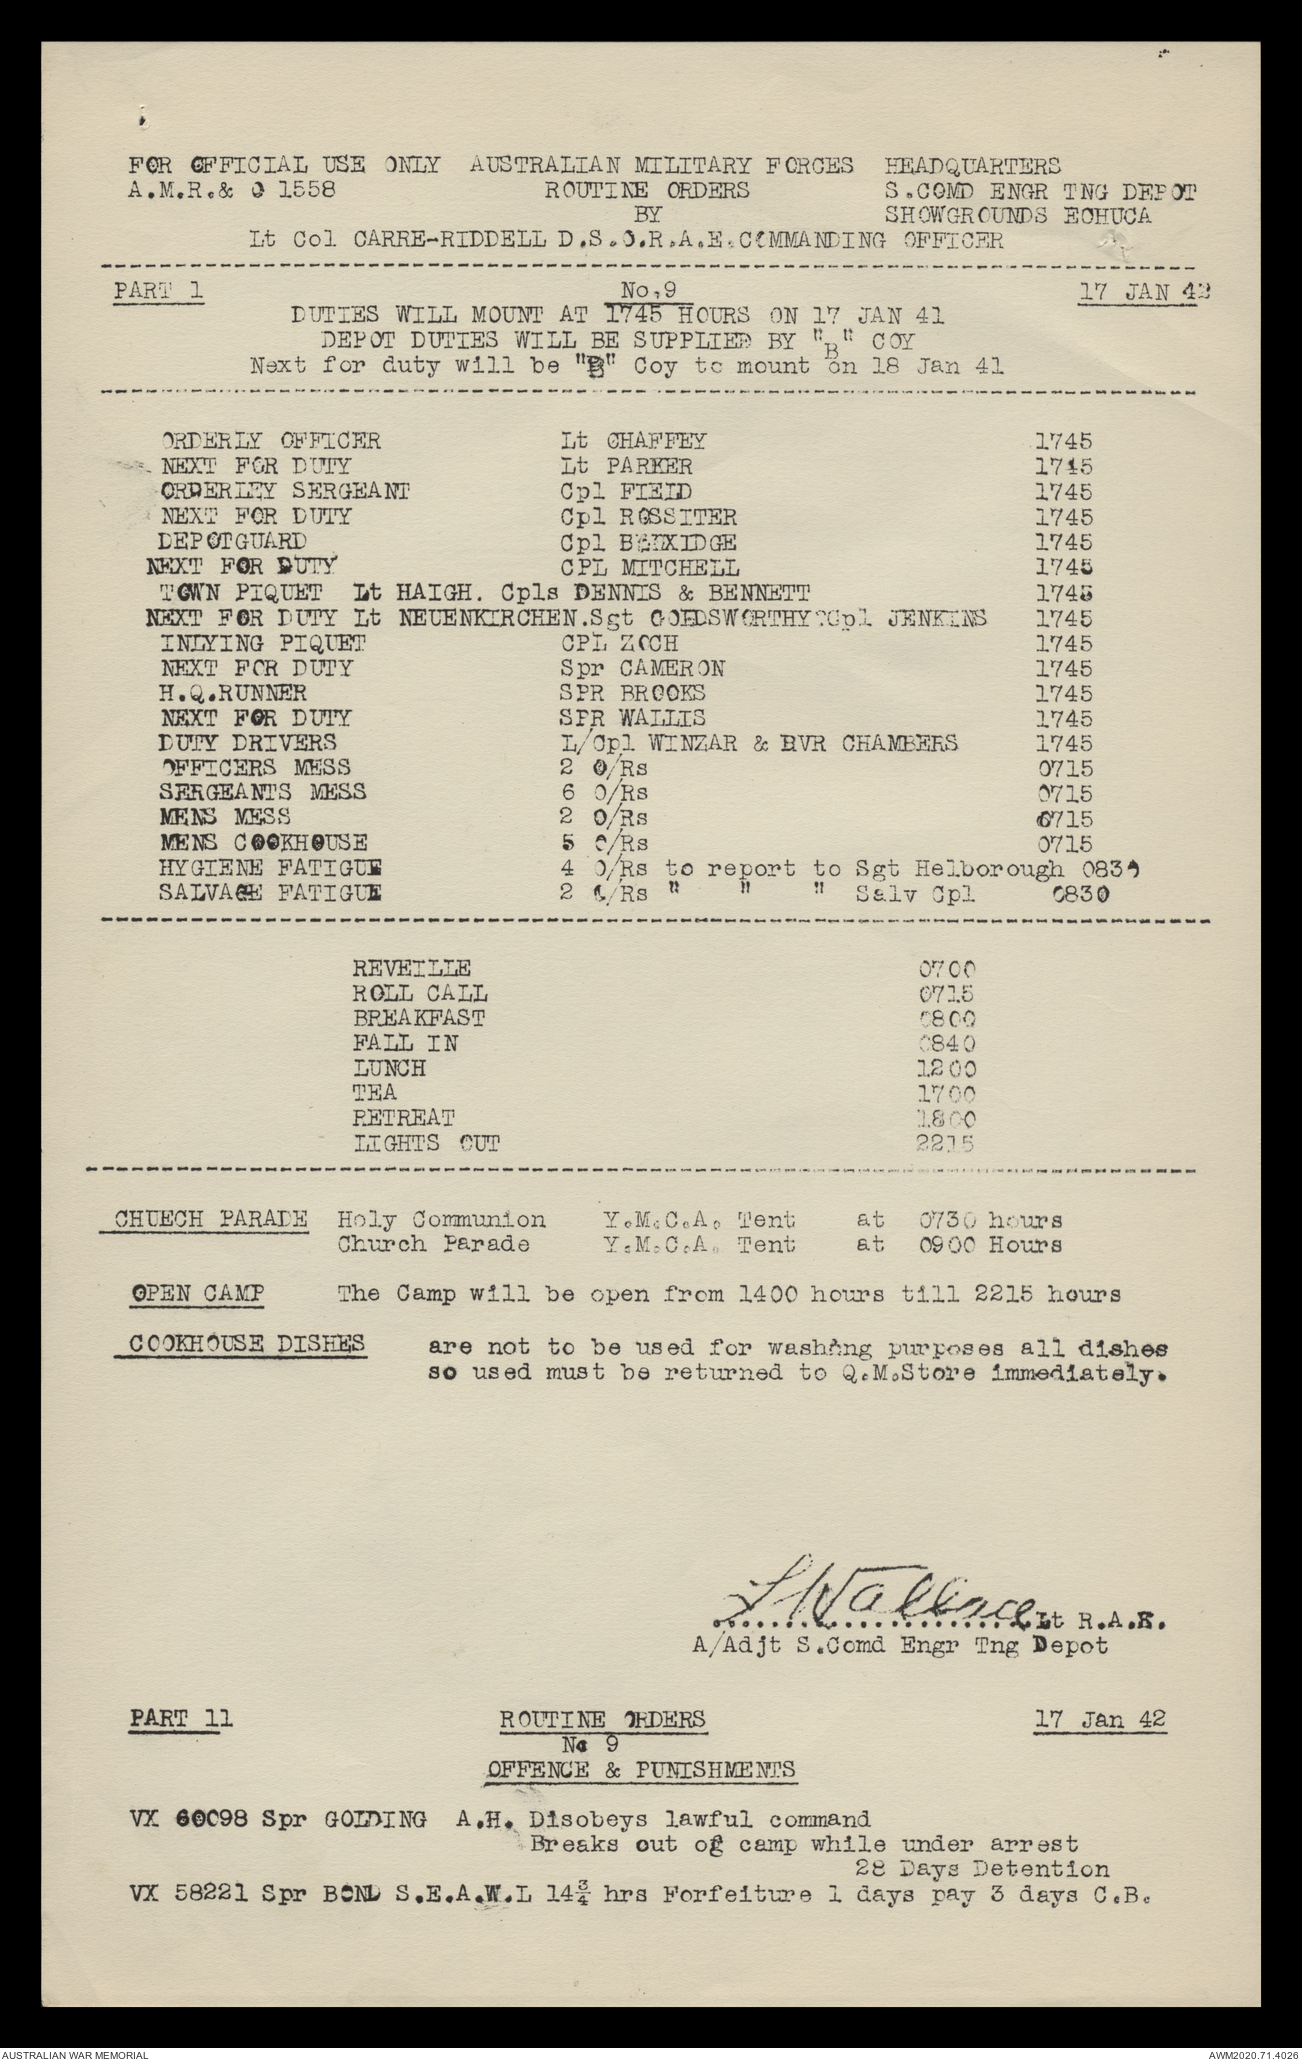 FOR OFFICIAL USE ONLY AUSTRALIAN MILITARY FORCES HEADQUARTERS
A.M.R.& O 1558 ROUTINE ORDERS S.COMD ENGR TNG DEPOT
BY SHOWGROUNDS ECHUCA
Lt Col CARRE-RIDDELL D.S.O.R.A.E.COMMANDING OFFICER
PART 1 No.9 17 JAN 42
DUTIES WILL MOUNT AT 1745 HOURS ON 17 JAN 41
DEPOT DUTIES WILL BE SUPPLIED BY "B" COY
Next for duty will be "B" Coy to mount on 18 Jan 41
ORDERLY OFFICER Lt CHAFFEY 1745
NEXT FOR DUTY Lt PARKER 1745
ORDERLEY SERGEANT Cpl FIELD 1745
NEXT FOR DUTY Cpl ROSSITER 1745
DEPOTGUARD Cpl 1745
NEXT FOR DUTY CPL MITCHELL 1745
TOWN PIQUET Lt HAIGH. Cpls DENNIS & BENNETT 1745
NEXT FOR DUTY Lt NEUENKIRCHEN.Sgt GOLDSWORTHY Cpl JENKINS 1745
INLYING PIQUET CPL ZOCH 1745
NEXT FOR DUTY Spr CAMERON 1745
H.Q.RUNNER SPR BROOKS 1745
NEXT FOR DUTY SPR WALLIS 1745
DUTY DRIVERS L/Cpl WINZAR & DVR CHAMBERS 1745
OFFICERS MESS 2 O/Rs 0715
SERGEANTS MESS 6 O/Rs 0715
MENS MESS 2 O/Rs 0715
MENS COOKHOUSE 5 O/Rs 0715
HYGIENE FATIGUE 4 O/Rs to report to Sgt Helborough 0830
SALVAGE FATIGUE 2 O/Rs " " " Salv Cpl 0830
REVEILLE 0700
ROLL CALL 0715
BREAKFAST 0800
FALL IN 0840
LUNCH 1200
TEA 1700
RETREAT 1800
LIGHTS OUT 2215
CHUECH PARADE Holy Communion Y.M.C.A. Tent at 0730 hours
Church Parade Y.M.C.A. Tent at 0900 Hours
OPEN CAMP The Camp will be open from 1400 hours till 2215 hours
COOKHOUSE DISHES are not to be used for washing purposes all dishes
so used must be returned to Q.M.Store immediately.
L Wallace Lt R.A.E.
A/Adjt S.Comd Engr Tng Depot
PART 11 ROUTINE ORDERS 17 Jan 42
No 9
OFFENCE & PUNISHMENTS
VX 60098 Spr GOLDING A.H. Disobeys lawful command
Breaks out of camp while under arrest
28 Days Detention
VX 58221 Spr BOND S.E.A.W.L 14¾ hrs Forfeiture 1 days pay 3 days C.B.
AUSTRALIAN WAR MEMORIAL AWM2020.71.4026